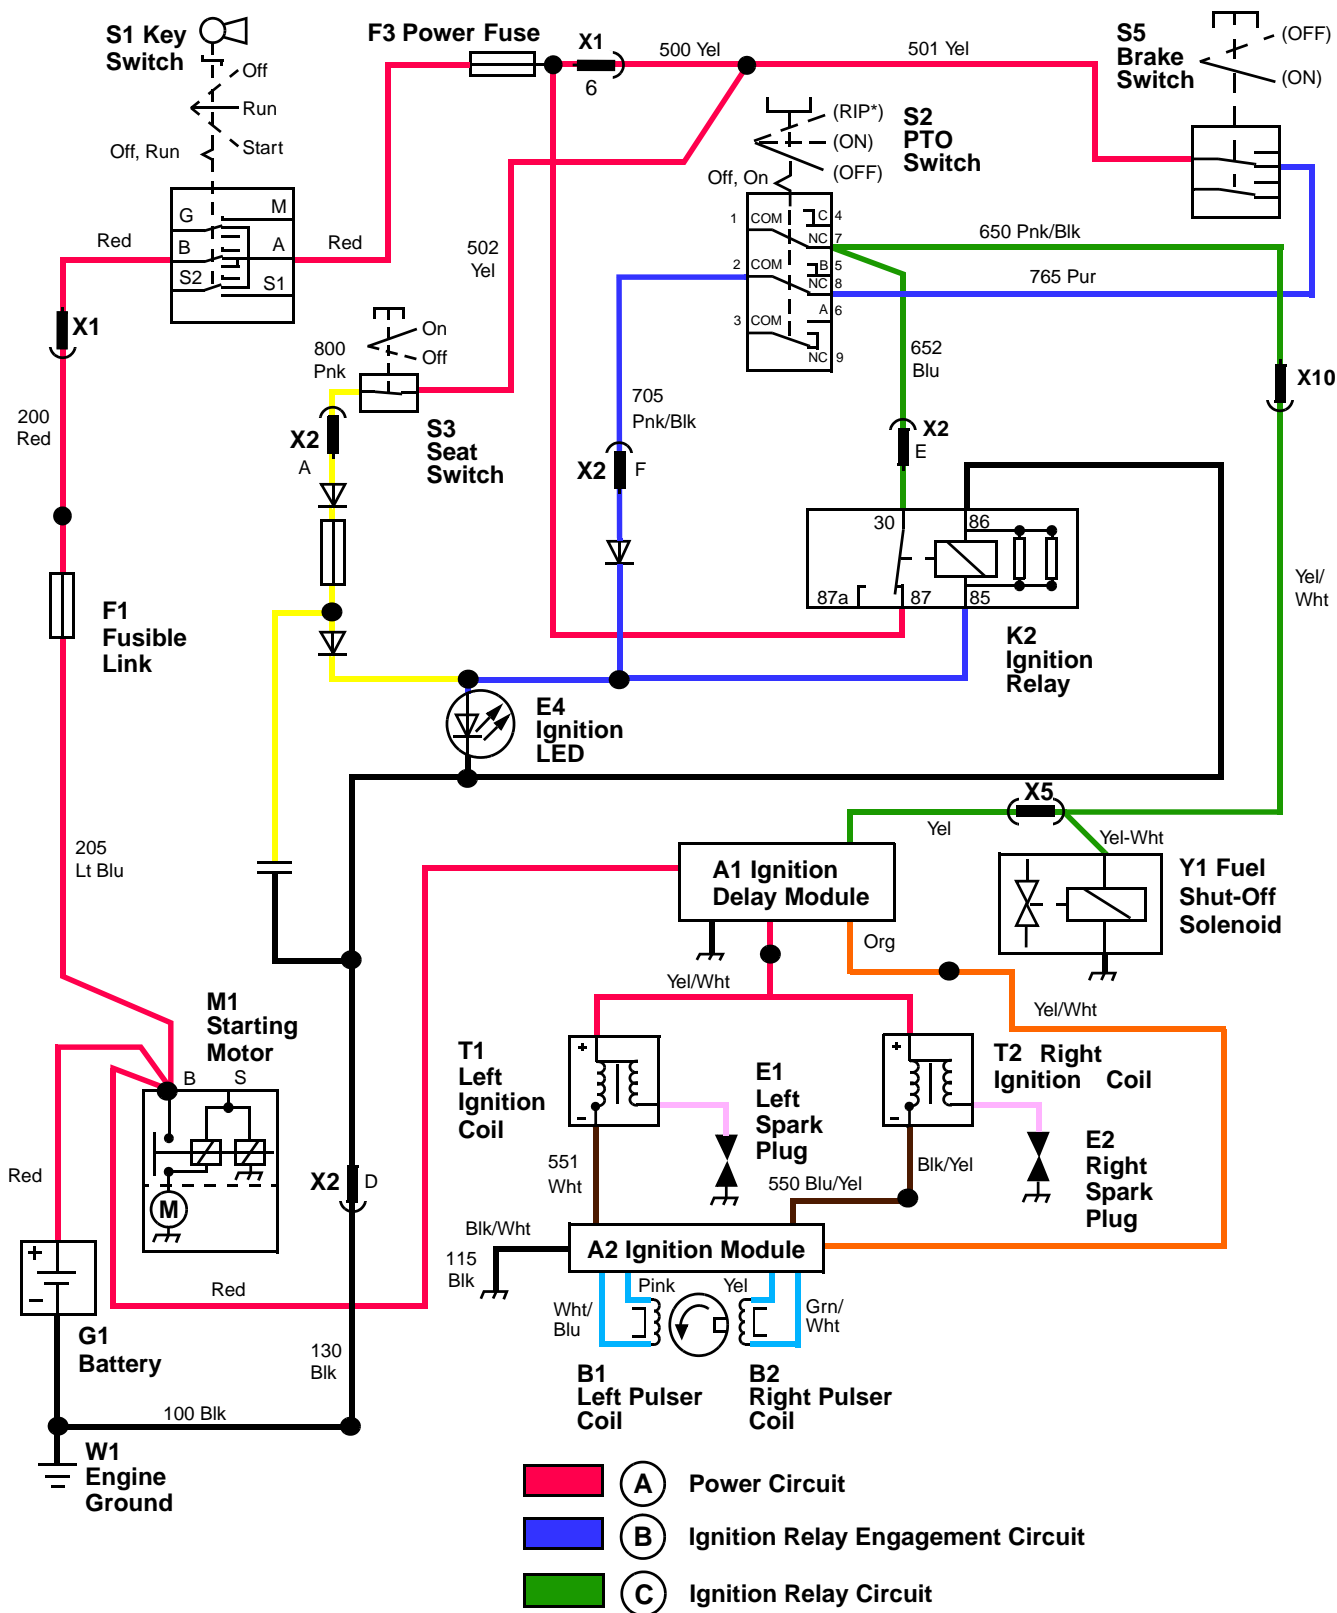 S1 Key
Switch
Off
Run
Start
Off, Run
F3 Power Fuse
X1
6
500 Yel
501 Yel
S5
Brake
Switch
(OFF)
(ON)
(RIP*)
(ON)
(OFF)
S2
PTO
Switch
Off, On
G
M
B
A
S2
S1
Red
Red
1
COM
C
4
NC
7
2
COM
B
5
NC
8
A
6
3
COM
NC
9
650 Pnk/Blk
765 Pur
502
Yel
X1
On
Off
800
Pnk
S3
Seat
Switch
X2
A
200
Red
705
Pnk/Blk
X2
F
652
Blu
X2
E
X10
30
86
87a
87
85
K2
Ignition
Relay
Yel/
Wht
F1
Fusible
Link
E4
Ignition
LED
205
Lt Blu
X5
Yel
Yel-Wht
A1 Ignition
Delay Module
Y1 Fuel
Shut-Off
Solenoid
Org
Yel/Wht
Yel/Wht
M1
Starting
Motor
B
S
M
T1
Left
Ignition
Coil
+
−
E1
Left
Spark
Plug
+
−
T2 Right
Ignition Coil
E2
Right
Spark
Plug
Red
X2
D
551
Wht
550 Blu/Yel
Blk/Yel
Blk/Wht
115
Blk
A2 Ignition Module
Pink
Yel
Wht/
Blu
Grn/
Wht
B1
Left Pulser
Coil
B2
Right Pulser
Coil
+
−
G1
Battery
Red
130
Blk
100 Blk
W1
Engine
Ground
A Power Circuit
B Ignition Relay Engagement Circuit
C Ignition Relay Circuit